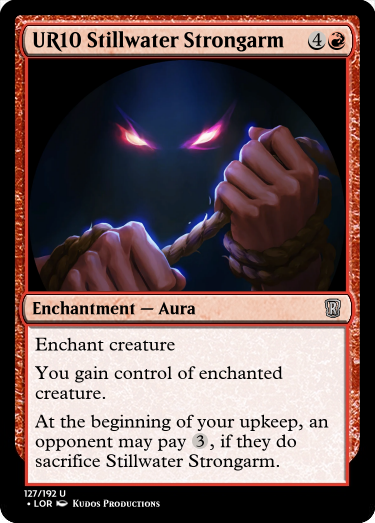 UR10 Stillwater Strongarm 4
Enchantment — Aura
R
Enchant creature
You gain control of enchanted
creature.
At the beginning of your upkeep, an
opponent may pay 3, if they do
sacrifice Stillwater Strongarm.
127/192 U
• LOR Kudos Productions